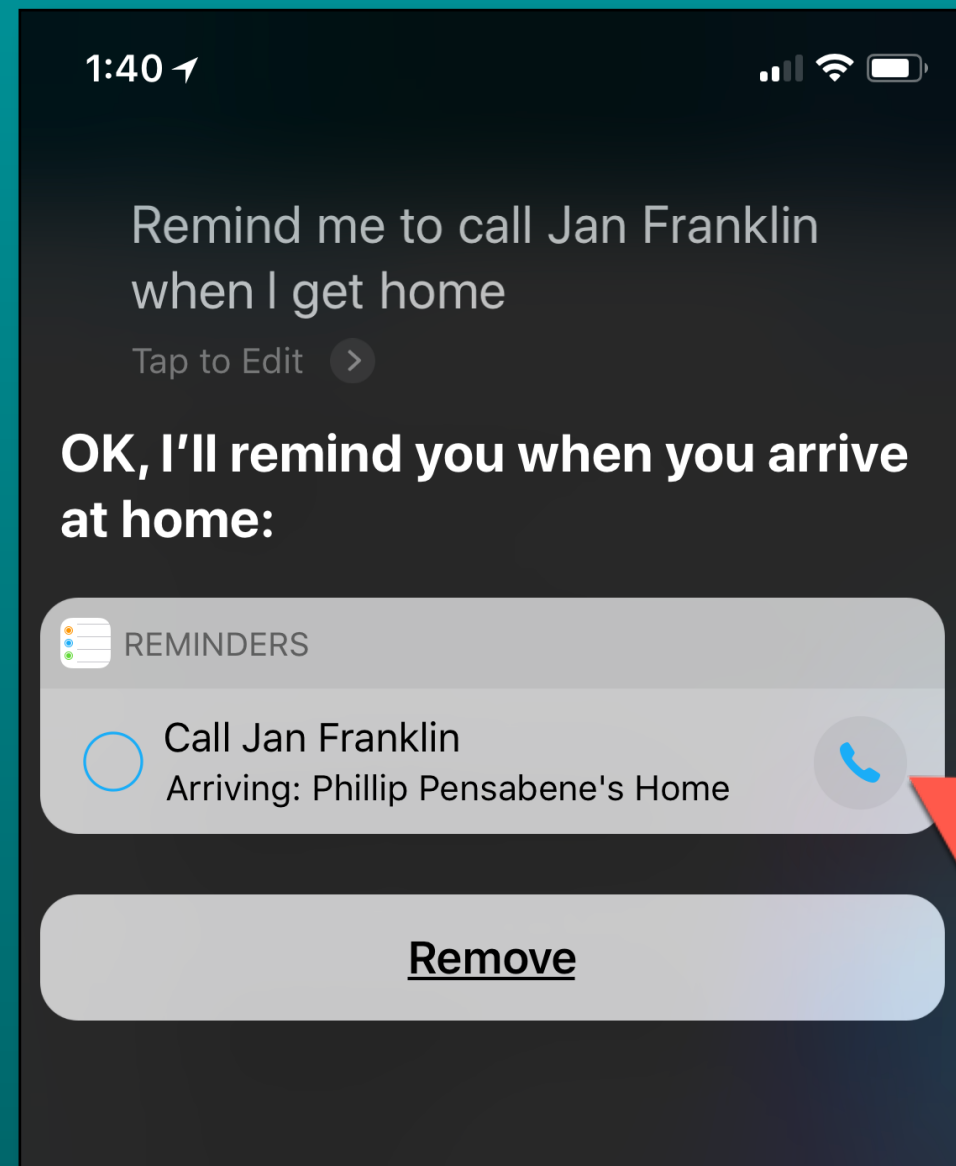 1:40
Remind me to call Jan Franklin
when I get home
Tap to Edit
OK, I’ll remind you when you arrive
at home:
REMINDERS
Call Jan Franklin
Arriving: Phillip Pensabene's Home
Remove